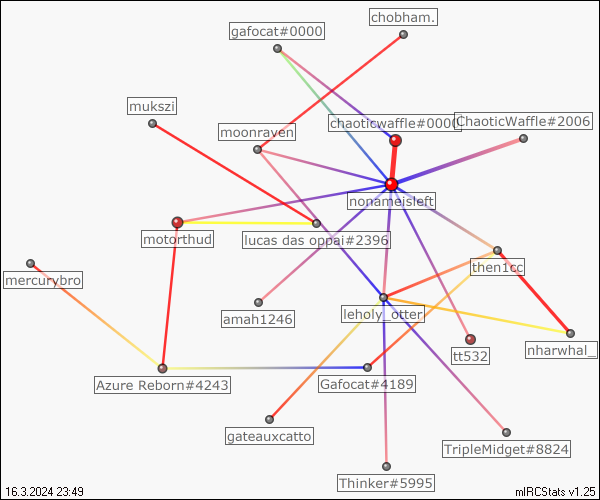 chobham.
gafocat#0000
mukszi
chaoticwaffle#0000
ChaoticWaffle#2006
moonraven
nonameisleft
motorthud
lucas das oppai#2396
then1cc
mercurybro
amah1246
leholy_otter
nharwhal_
tt532
Azure Reborn#4243
Gafocat#4189
gateauxcatto
TripleMidget#8824
Thinker#5995
16.3.2024 23:49
mIRCStats v1.25